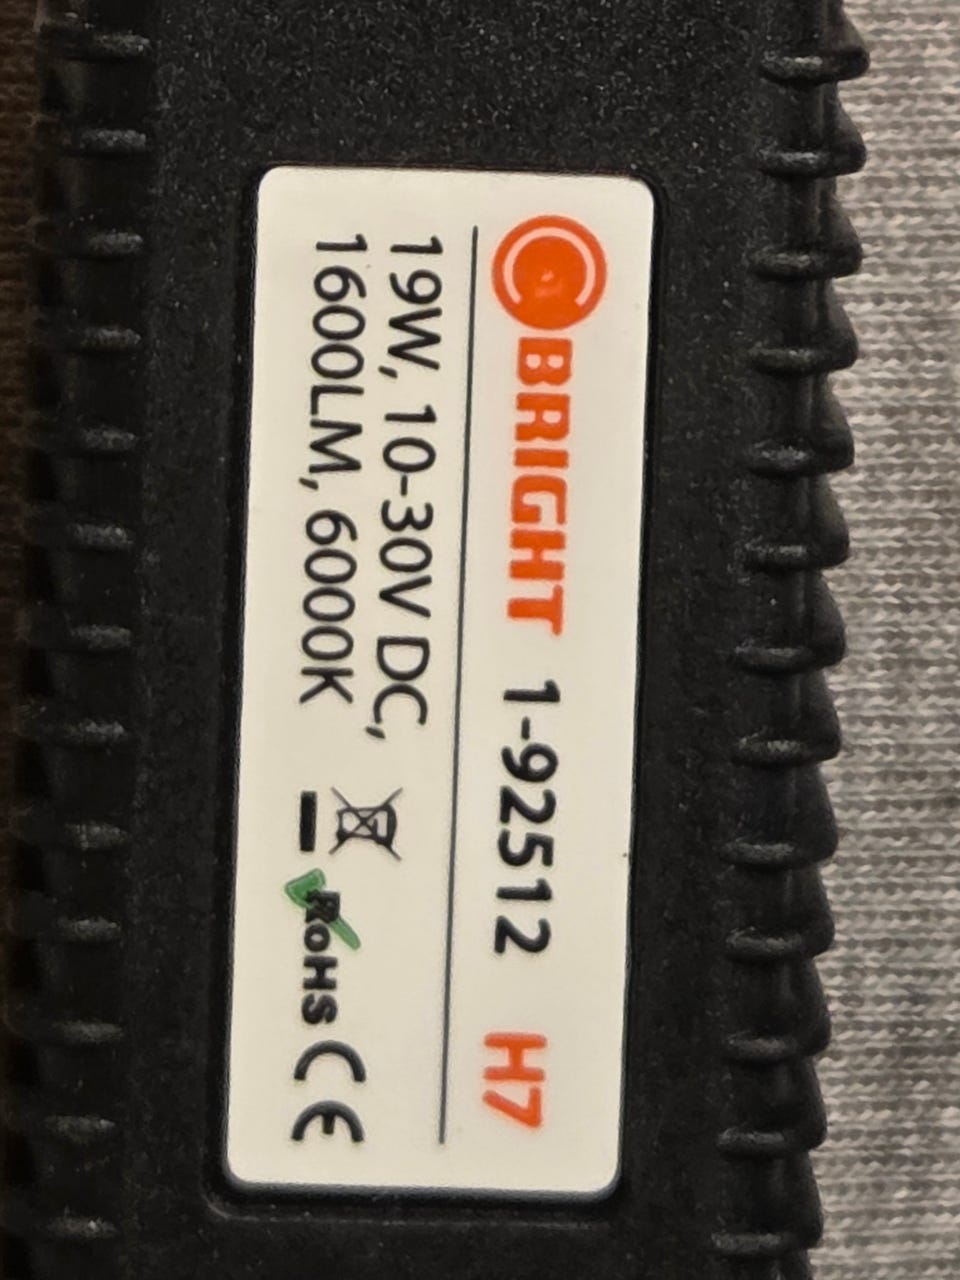 BRIGHT 1-92512 H7
19W, 10-30V DC,
1600LM, 6000K
RoHS CE